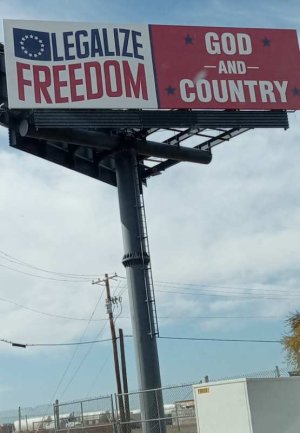 LEGALIZE
FREEDOM
GOD
AND
COUNTRY